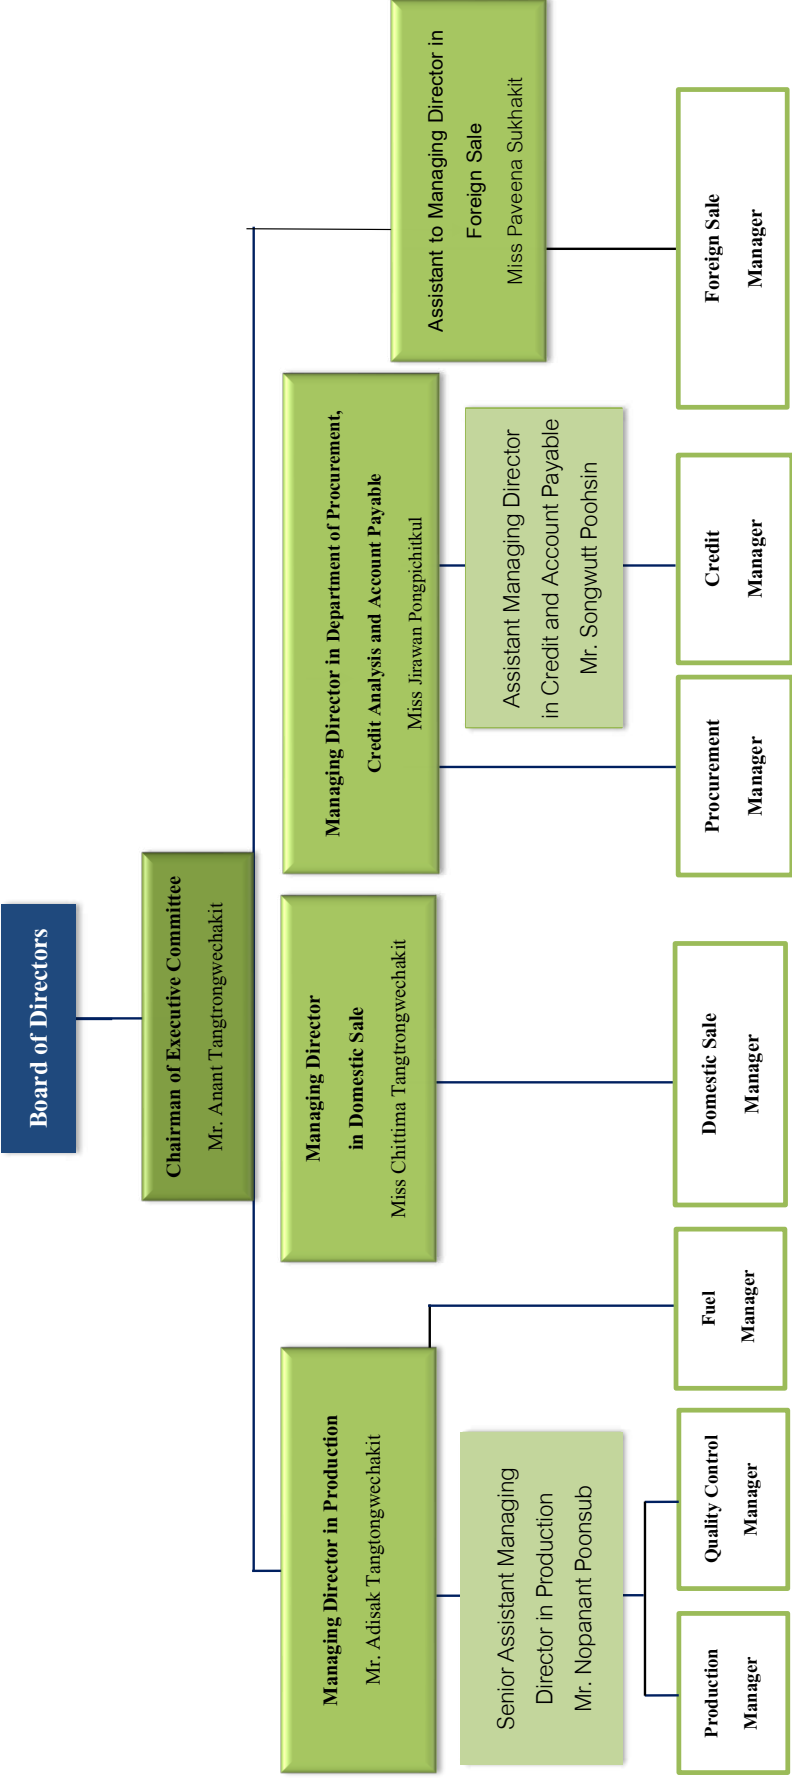 Board of Directors
Chairman of Executive Committee
Mr. Anant Tangtrongwechakit
Managing Director in Production
Mr. Adisak Tangtongwechakit
Managing Director
in Domestic Sale
Miss Chittima Tangtrongwechakit
Managing Director in Department of Procurement,
Credit Analysis and Account Payable
Miss Jirawan Pongpichitkul
Assistant to Managing Director in
Foreign Sale
Miss Paveena Sukhakit
Senior Assistant Managing
Director in Production
Mr. Nopanant Poonsub
Assistant Managing Director
in Credit and Account Payable
Mr. Songwutt Poohsin
Production
Manager
Quality Control
Manager
Fuel
Manager
Domestic Sale
Manager
Procurement
Manager
Credit
Manager
Foreign Sale
Manager